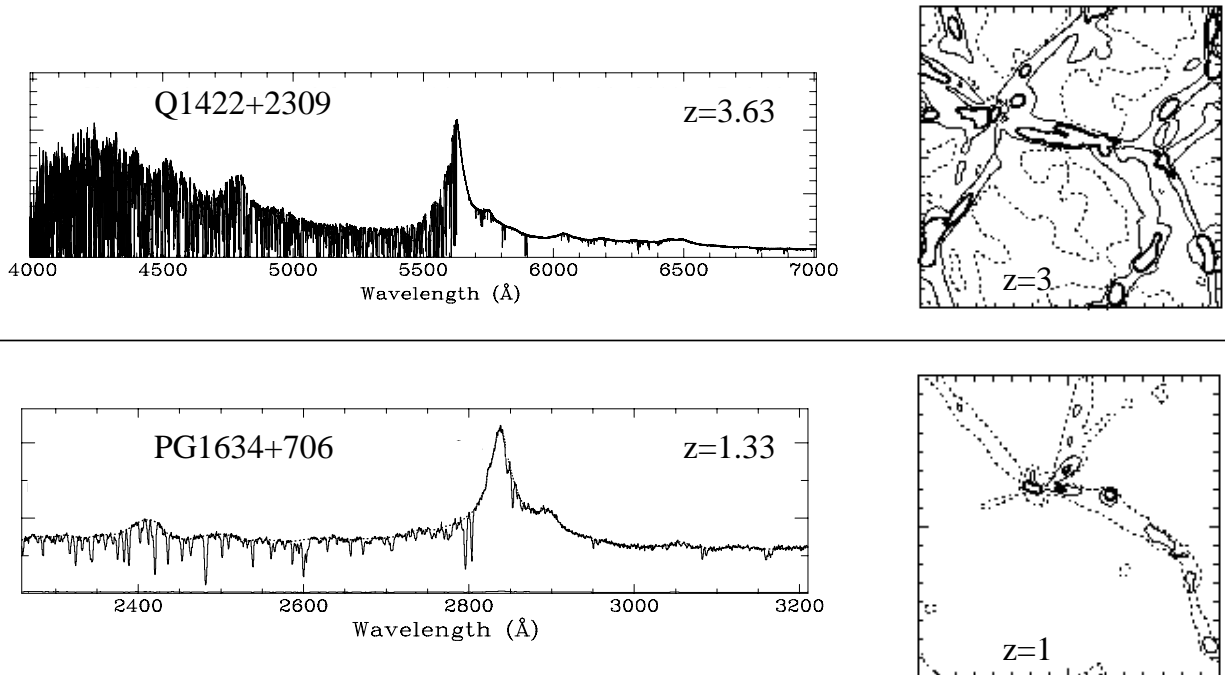 Q1422+2309
z=3.63
4000 4500 5000 5500 6000 6500 7000
Wavelength (Å)
z=3
PG1634+706
z=1.33
2400 2600 2800 3000 3200
Wavelength (Å)
z=1